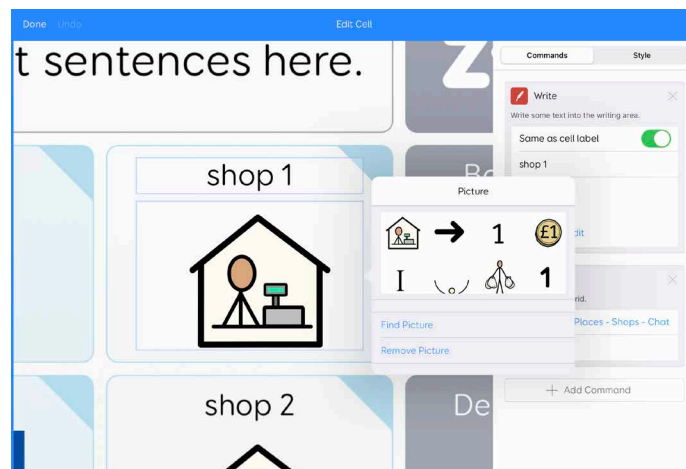 Done Undo Edit Cell
t sentences here.
Commands Style
Write
Write some text into the writing area.
Same as cell label
shop 1
shop 1
Picture
1 £1
I 1
Find Picture
Remove Picture
Places - Shops - Chat
Add Command
shop 2
De